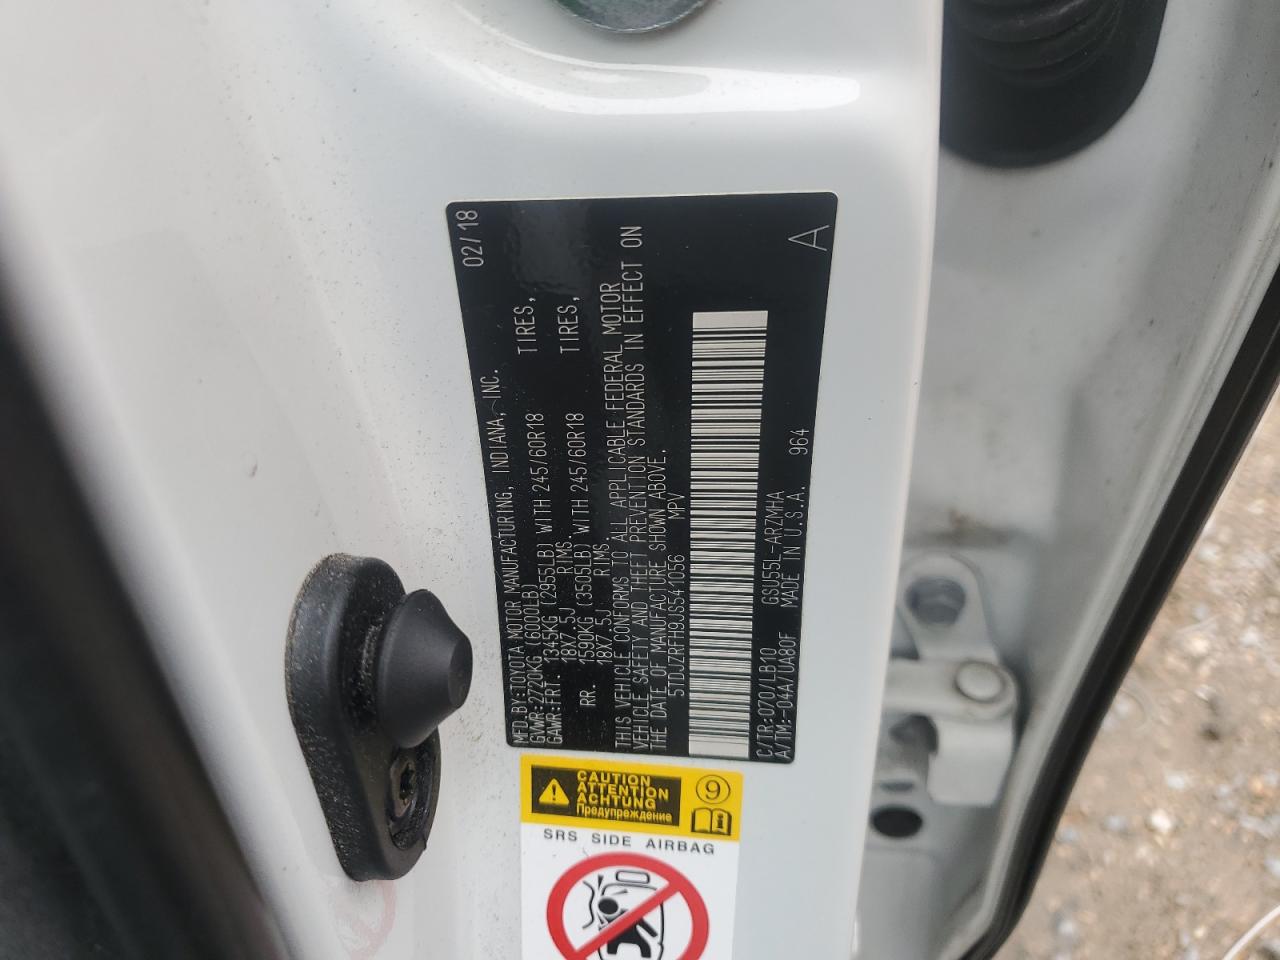 02/18
MFD BY:TOYOTA MOTOR MANUFACTURING, INDIANA, INC.
GVWR:2720KG (6000LB)
GAWR:FRT. 1345KG (2955LB) WITH 245/60R18 TIRES,
18X7.5J RIMS
RR. 1590KG (3505LB) WITH 245/60R18 TIRES,
18X7.5J RIMS
THIS VEHICLE CONFORMS TO ALL APPLICABLE FEDERAL MOTOR
VEHICLE SAFETY AND THEFT PREVENTION STANDARDS IN EFFECT ON
THE DATE OF MANUFACTURE SHOWN ABOVE.
5TDJZRFH9JS541056 MPV
C/TR:070/LB10 GSU55L-ARZMHA
A/TM:-04A/UA80F MADE IN U.S.A. 964
A
CAUTION
ATTENTION
ACHTUNG
Предупреждение
9
SRS SIDE AIRBAG